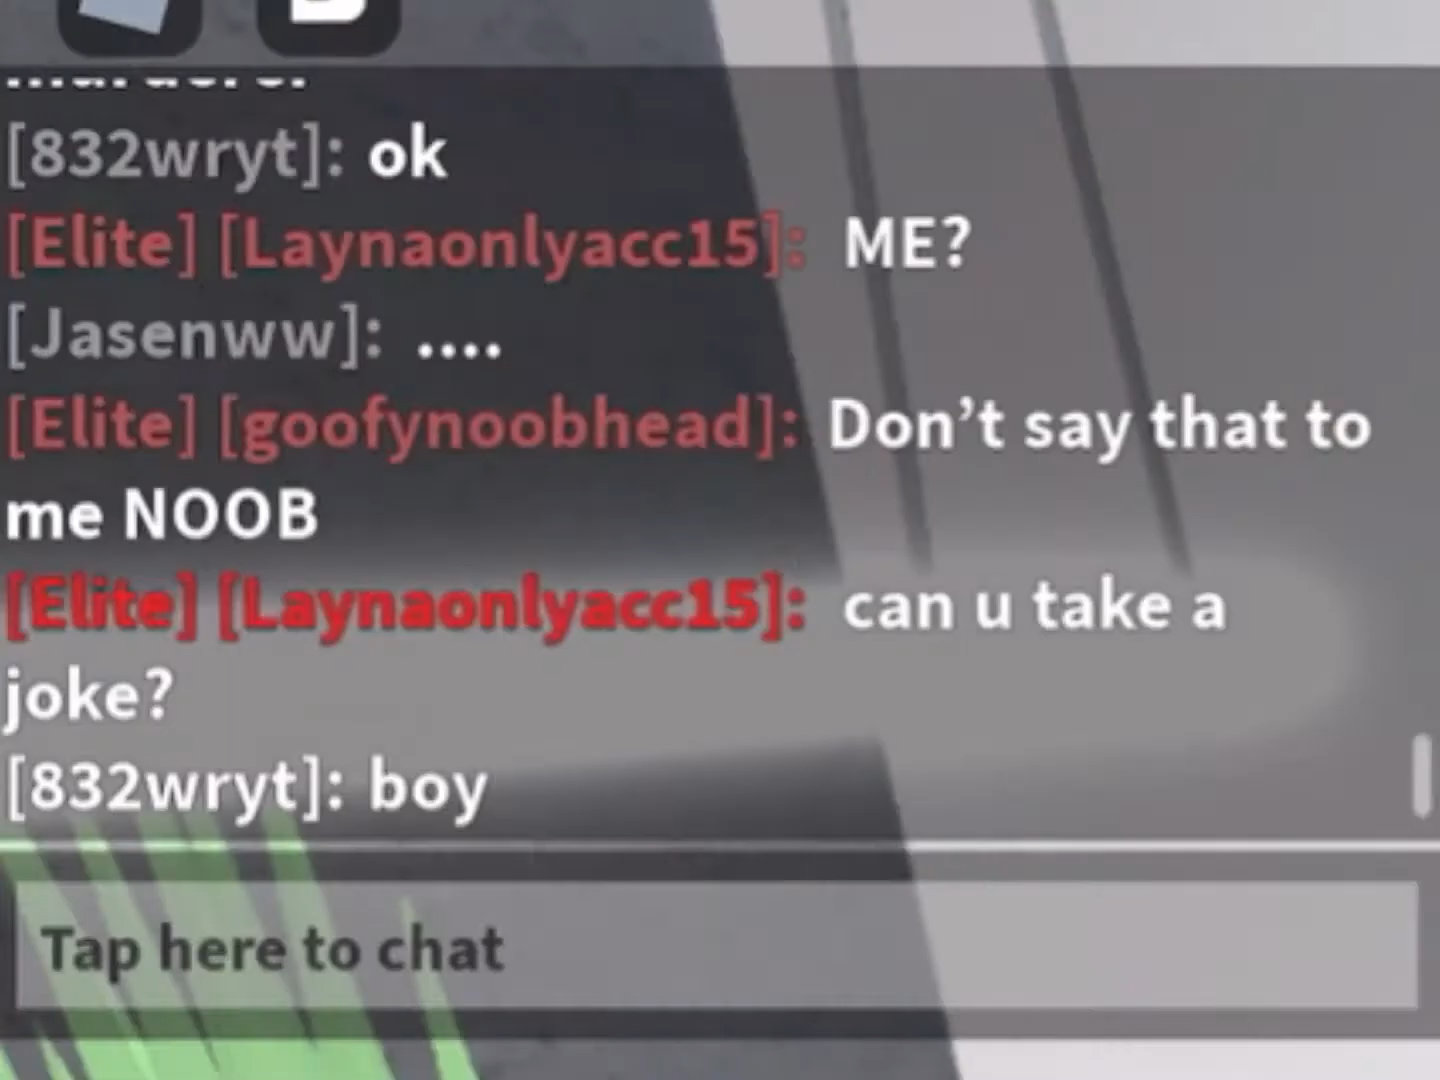 [832wryt]: ok
[Elite] [Laynaonlyacc15]: ME?
[Jasenww]: ....
[Elite] [goofynoobhead]: Don’t say that to
me NOOB
[Elite] [Laynaonlyacc15]: can u take a
joke?
[832wryt]: boy
Tap here to chat